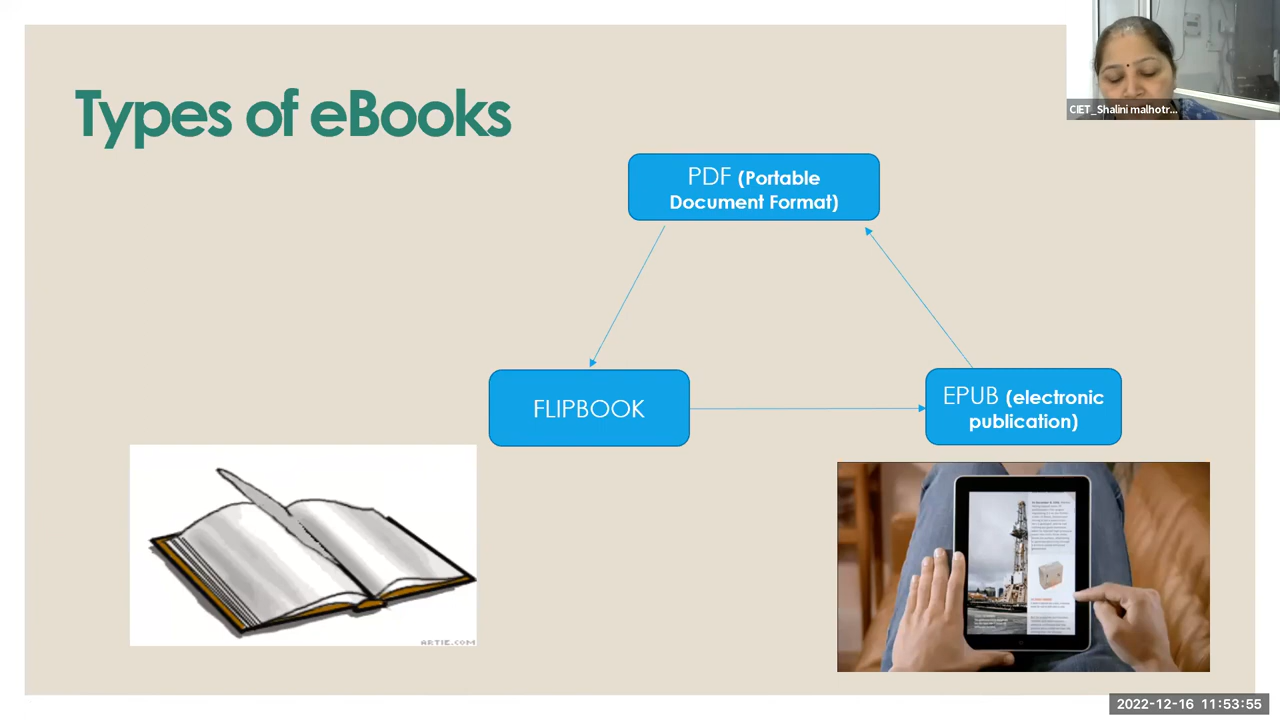 Types of eBooks
CIET_Shalini malhotr...
PDF (Portable
Document Format)
FLIPBOOK
EPUB (electronic
publication)
ARTIE.COM
2022-12-16 11:53:55